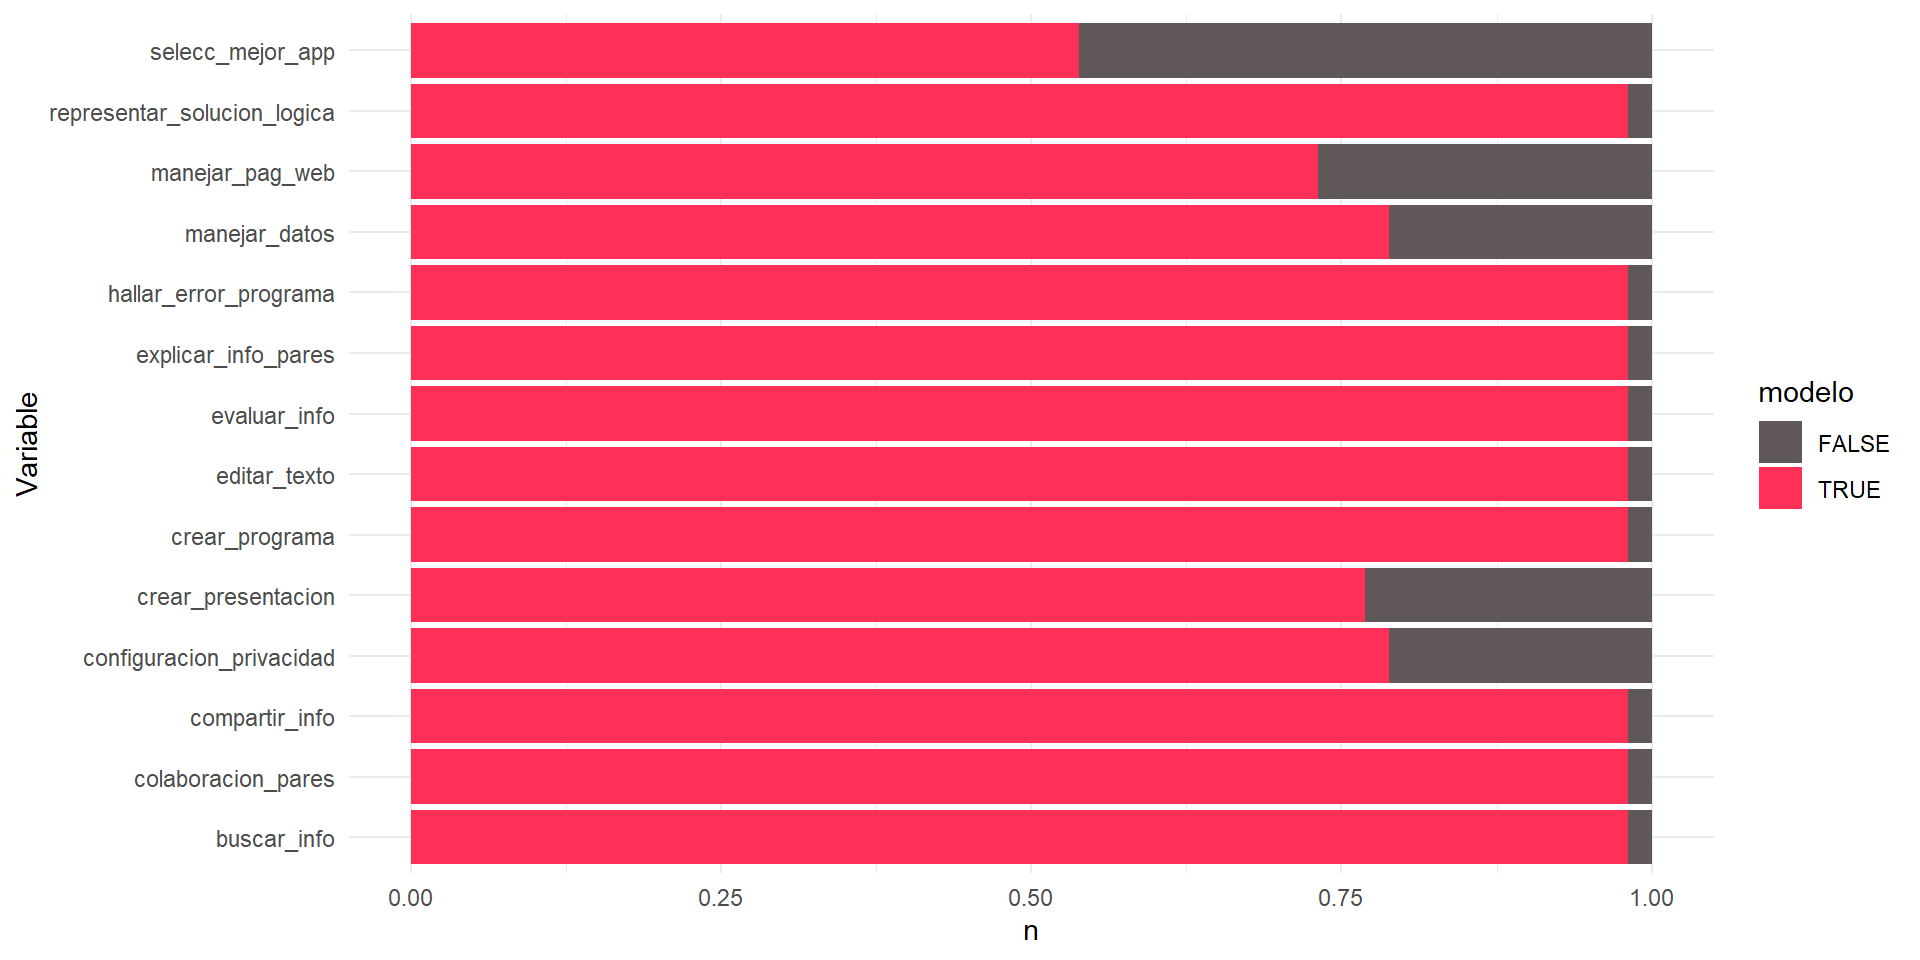 selecc_mejor_app
representar_solucion_logica
manejar_pag_web
manejar_datos
hallar_error_programa
explicar_info_pares
evaluar_info
editar_texto
crear_programa
crear_presentacion
configuracion_privacidad
compartir_info
colaboracion_pares
buscar_info
Variable
0.00 0.25 0.50 0.75 1.00
n
modelo
FALSE
TRUE